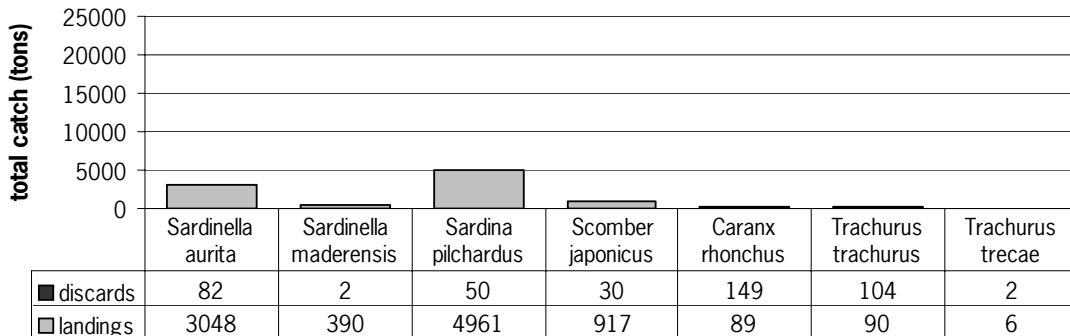 total catch (tons)
25000
20000
15000
10000
5000
0
Sardinella aurita
Sardinella maderensis
Sardina pilchardus
Scomber japonicus
Caranx rhonchus
Trachurus trachurus
Trachurus trecae
discards 82 2 50 30 149 104 2
landings 3048 390 4961 917 89 90 6